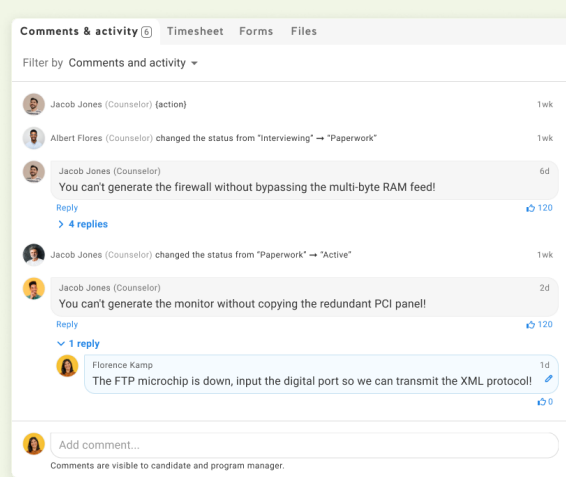 Comments & activity 6 Timesheet Forms Files
Filter by Comments and activity
Jacob Jones (Counselor) {action} 1wk
Albert Flores (Counselor) changed the status from "Interviewing" → "Paperwork" 1wk
Jacob Jones (Counselor) 6d
You can't generate the firewall without bypassing the multi-byte RAM feed!
Reply 120
4 replies
Jacob Jones (Counselor) changed the status from "Paperwork" → "Active" 1wk
Jacob Jones (Counselor) 2d
You can't generate the monitor without copying the redundant PCI panel!
Reply 120
1 reply
Florence Kamp 1d
The FTP microchip is down, input the digital port so we can transmit the XML protocol!
0
Add comment...
Comments are visible to candidate and program manager.